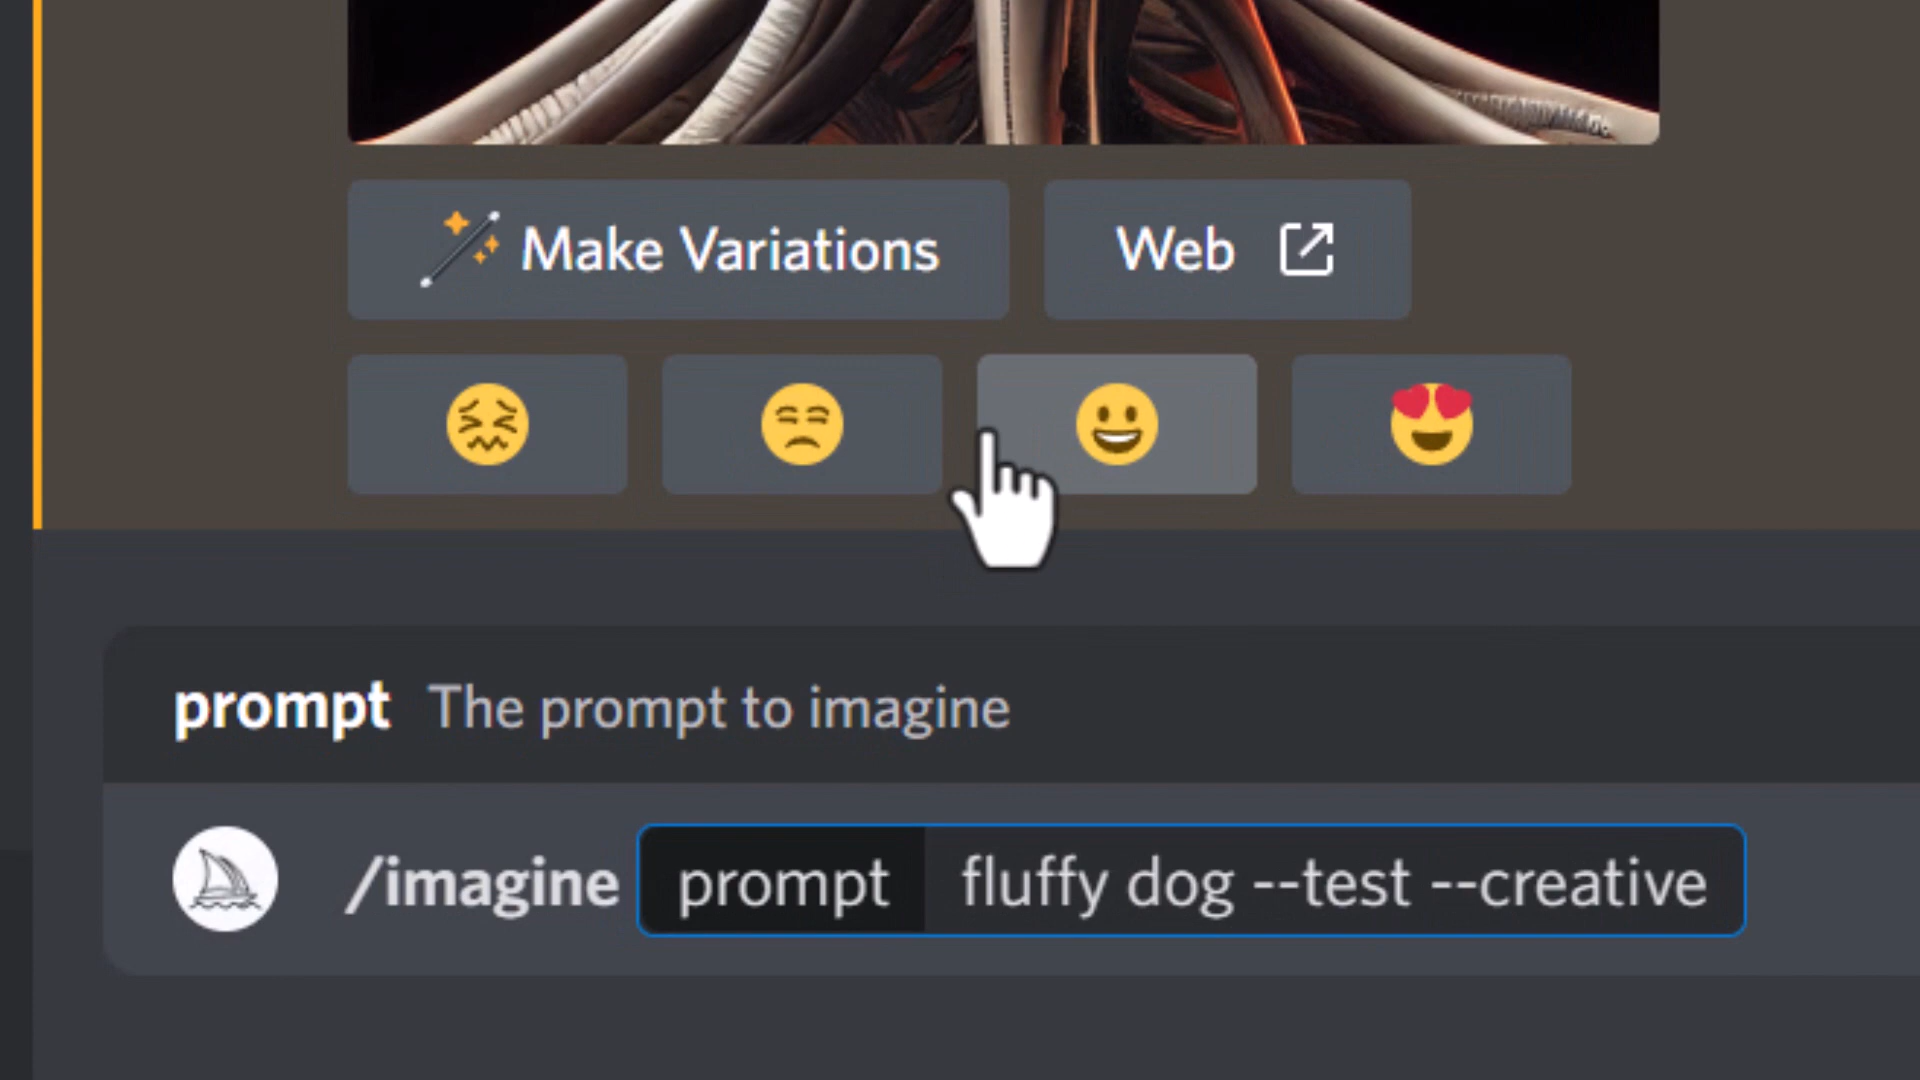 Make Variations Web
prompt The prompt to imagine
/imagine prompt fluffy dog --test --creative